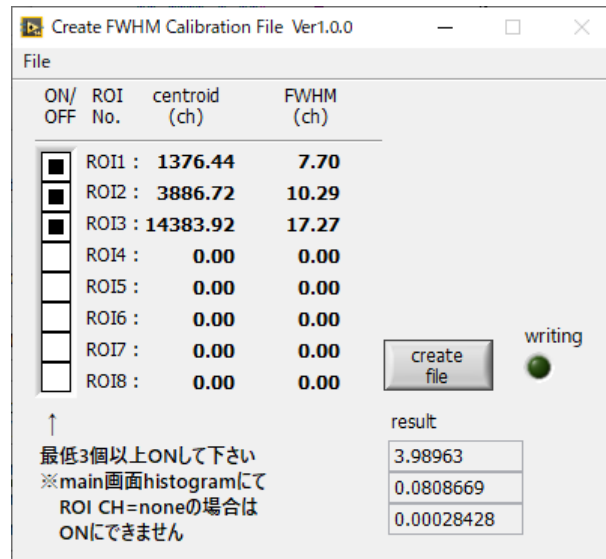 Create FWHM Calibration File Ver1.0.0
File
ON/ ROI centroid FWHM
OFF No. (ch) (ch)
ROI1 : 1376.44 7.70
ROI2 : 3886.72 10.29
ROI3 : 14383.92 17.27
ROI4 : 0.00 0.00
ROI5 : 0.00 0.00
ROI6 : 0.00 0.00
ROI7 : 0.00 0.00
ROI8 : 0.00 0.00
create
file
writing
↑
最低3個以上ONして下さい
※main画面histogramにて
ROI CH=noneの場合は
ONにできません
result
3.98963
0.0808669
0.00028428